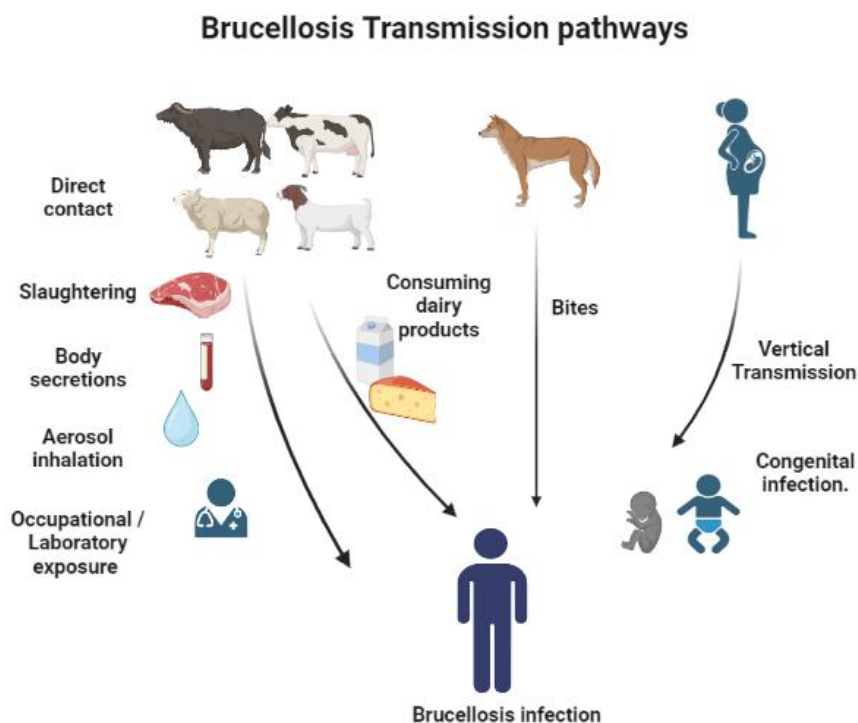 Brucellosis Transmission pathways
Direct
contact
Slaughtering
Body
secretions
Aerosol
inhalation
Occupational /
Laboratory
exposure
Consuming
dairy
products
Bites
Vertical
Transmission
Congenital
infection.
Brucellosis infection